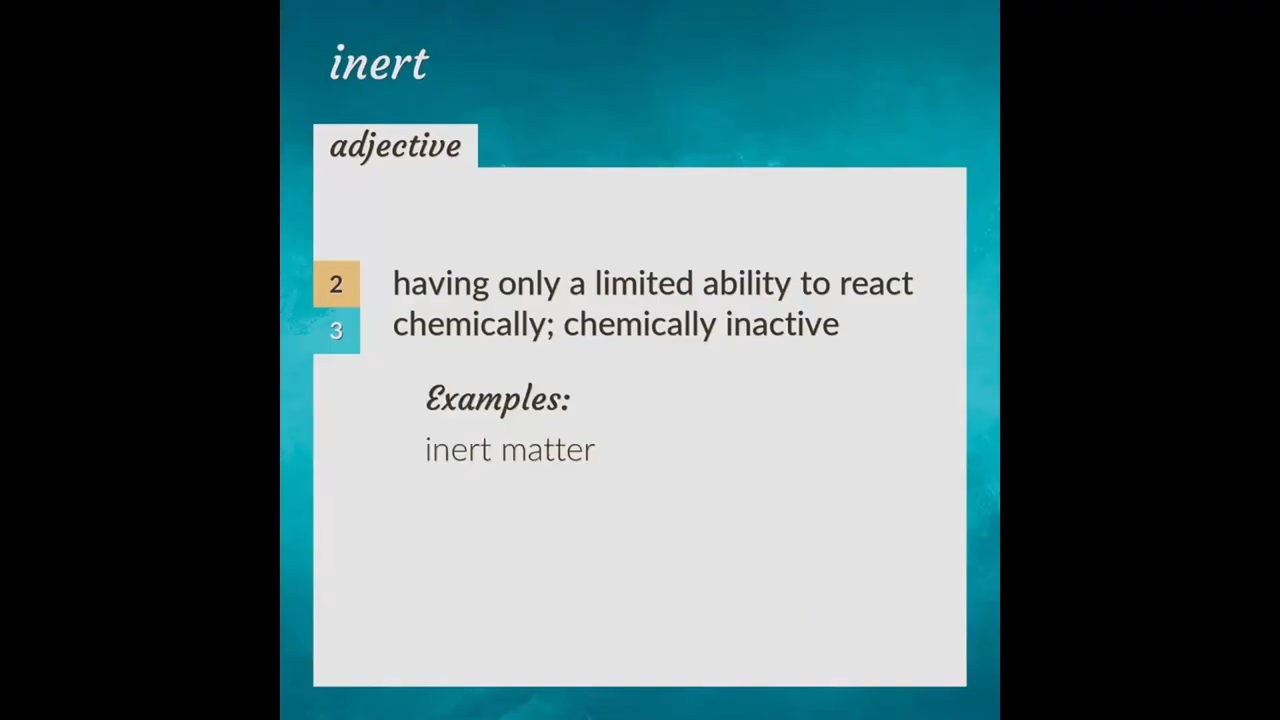 inert
adjective
2
having only a limited ability to react
3
chemically; chemically inactive
Examples:
inert matter